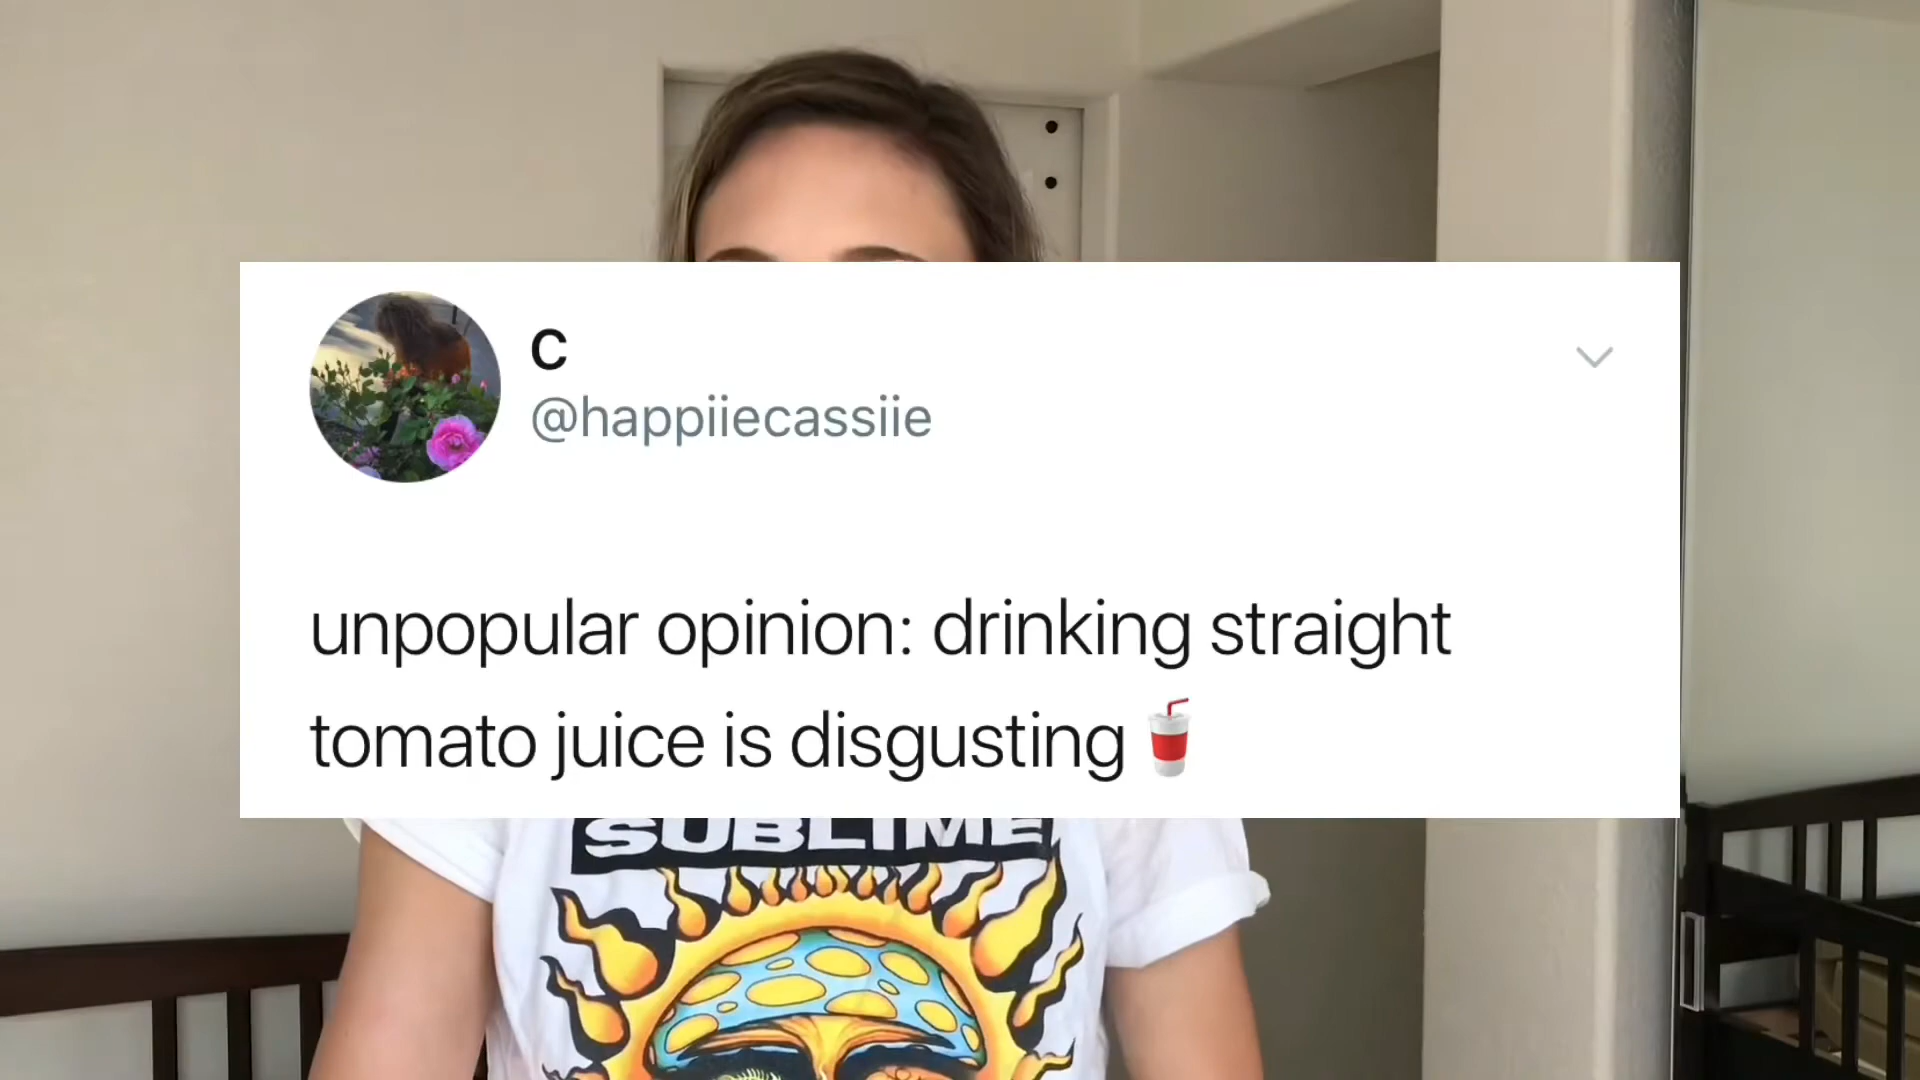 C
@happiiecassiie
unpopular opinion: drinking straight
tomato juice is disgusting🥤
SUBLIME